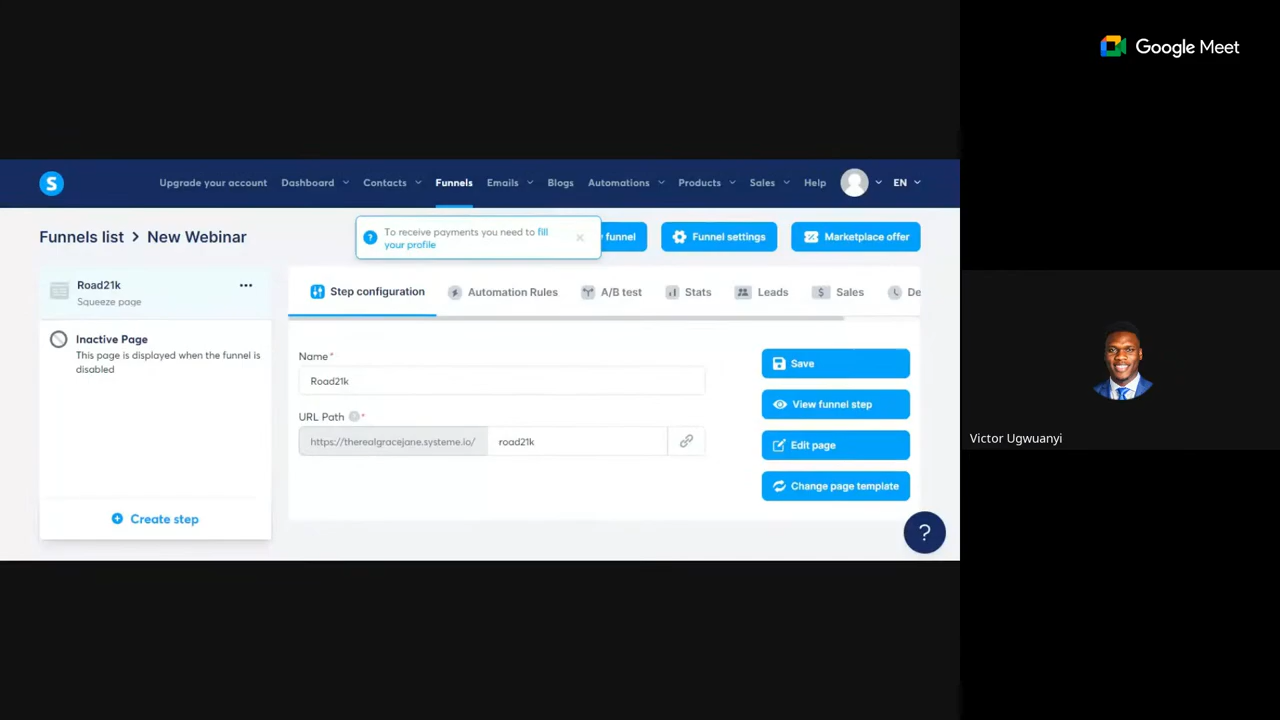 Google Meet
S
Upgrade your account Dashboard Contacts Funnels Emails Blogs Automations Products Sales Help EN
Funnels list > New Webinar
? To receive payments you need to fill
your profile
funnel
Funnel settings
Marketplace offer
Road21k
Squeeze page
Inactive Page
This page is displayed when the funnel is
disabled
Create step
Step configuration Automation Rules A/B test Stats Leads Sales De
Name *
Road21k
URL Path ? *
https://therealgracejane.systeme.io/ road21k
Save
View funnel step
Edit page
Change page template
?
Victor Ugwuanyi